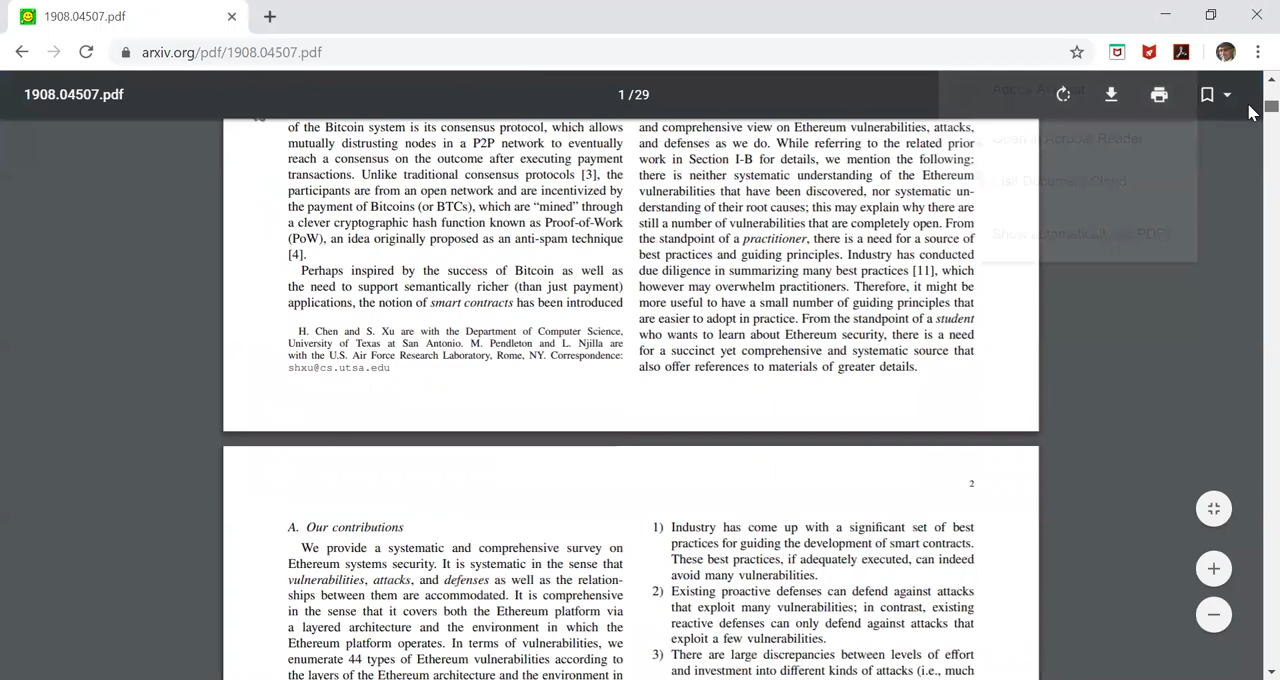 1908.04507.pdf
arxiv.org/pdf/1908.04507.pdf
1908.04507.pdf
1 / 29
Open in Acrobat Reader
Visit Document Cloud
of the Bitcoin system is its consensus protocol, which allows
mutually distrusting nodes in a P2P network to eventually
reach a consensus on the outcome after executing payment
transactions. Unlike traditional consensus protocols [3], the
participants are from an open network and are incentivized by
the payment of Bitcoins (or BTCs), which are “mined” through
a clever cryptographic hash function known as Proof-of-Work
(PoW), an idea originally proposed as an anti-spam technique
[4].
Perhaps inspired by the success of Bitcoin as well as
the need to support semantically richer (than just payment)
applications, the notion of smart contracts has been introduced
H. Chen and S. Xu are with the Department of Computer Science,
University of Texas at San Antonio. M. Pendleton and L. Njilla are
with the U.S. Air Force Research Laboratory, Rome, NY. Correspondence:
shxu@cs.utsa.edu
and comprehensive view on Ethereum vulnerabilities, attacks,
and defenses as we do. While referring to the related prior
work in Section I-B for details, we mention the following:
there is neither systematic understanding of the Ethereum
vulnerabilities that have been discovered, nor systematic un-
derstanding of their root causes; this may explain why there are
still a number of vulnerabilities that are completely open. From
the standpoint of a practitioner, there is a need for a source of
best practices and guiding principles. Industry has conducted
due diligence in summarizing many best practices [11], which
however may overwhelm practitioners. Therefore, it might be
more useful to have a small number of guiding principles that
are easier to adopt in practice. From the standpoint of a student
who wants to learn about Ethereum security, there is a need
for a succinct yet comprehensive and systematic source that
also offer references to materials of greater details.
2
A. Our contributions
We provide a systematic and comprehensive survey on
Ethereum systems security. It is systematic in the sense that
vulnerabilities, attacks, and defenses as well as the relation-
ships between them are accommodated. It is comprehensive
in the sense that it covers both the Ethereum platform via
a layered architecture and the environment in which the
Ethereum platform operates. In terms of vulnerabilities, we
enumerate 44 types of Ethereum vulnerabilities according to
the layers of the Ethereum architecture and the environment in
1) Industry has come up with a significant set of best
practices for guiding the development of smart contracts.
These best practices, if adequately executed, can indeed
avoid many vulnerabilities.
2) Existing proactive defenses can defend against attacks
that exploit many vulnerabilities; in contrast, existing
reactive defenses can only defend against attacks that
exploit a few vulnerabilities.
3) There are large discrepancies between levels of effort
and investment into different kinds of attacks (i.e., much